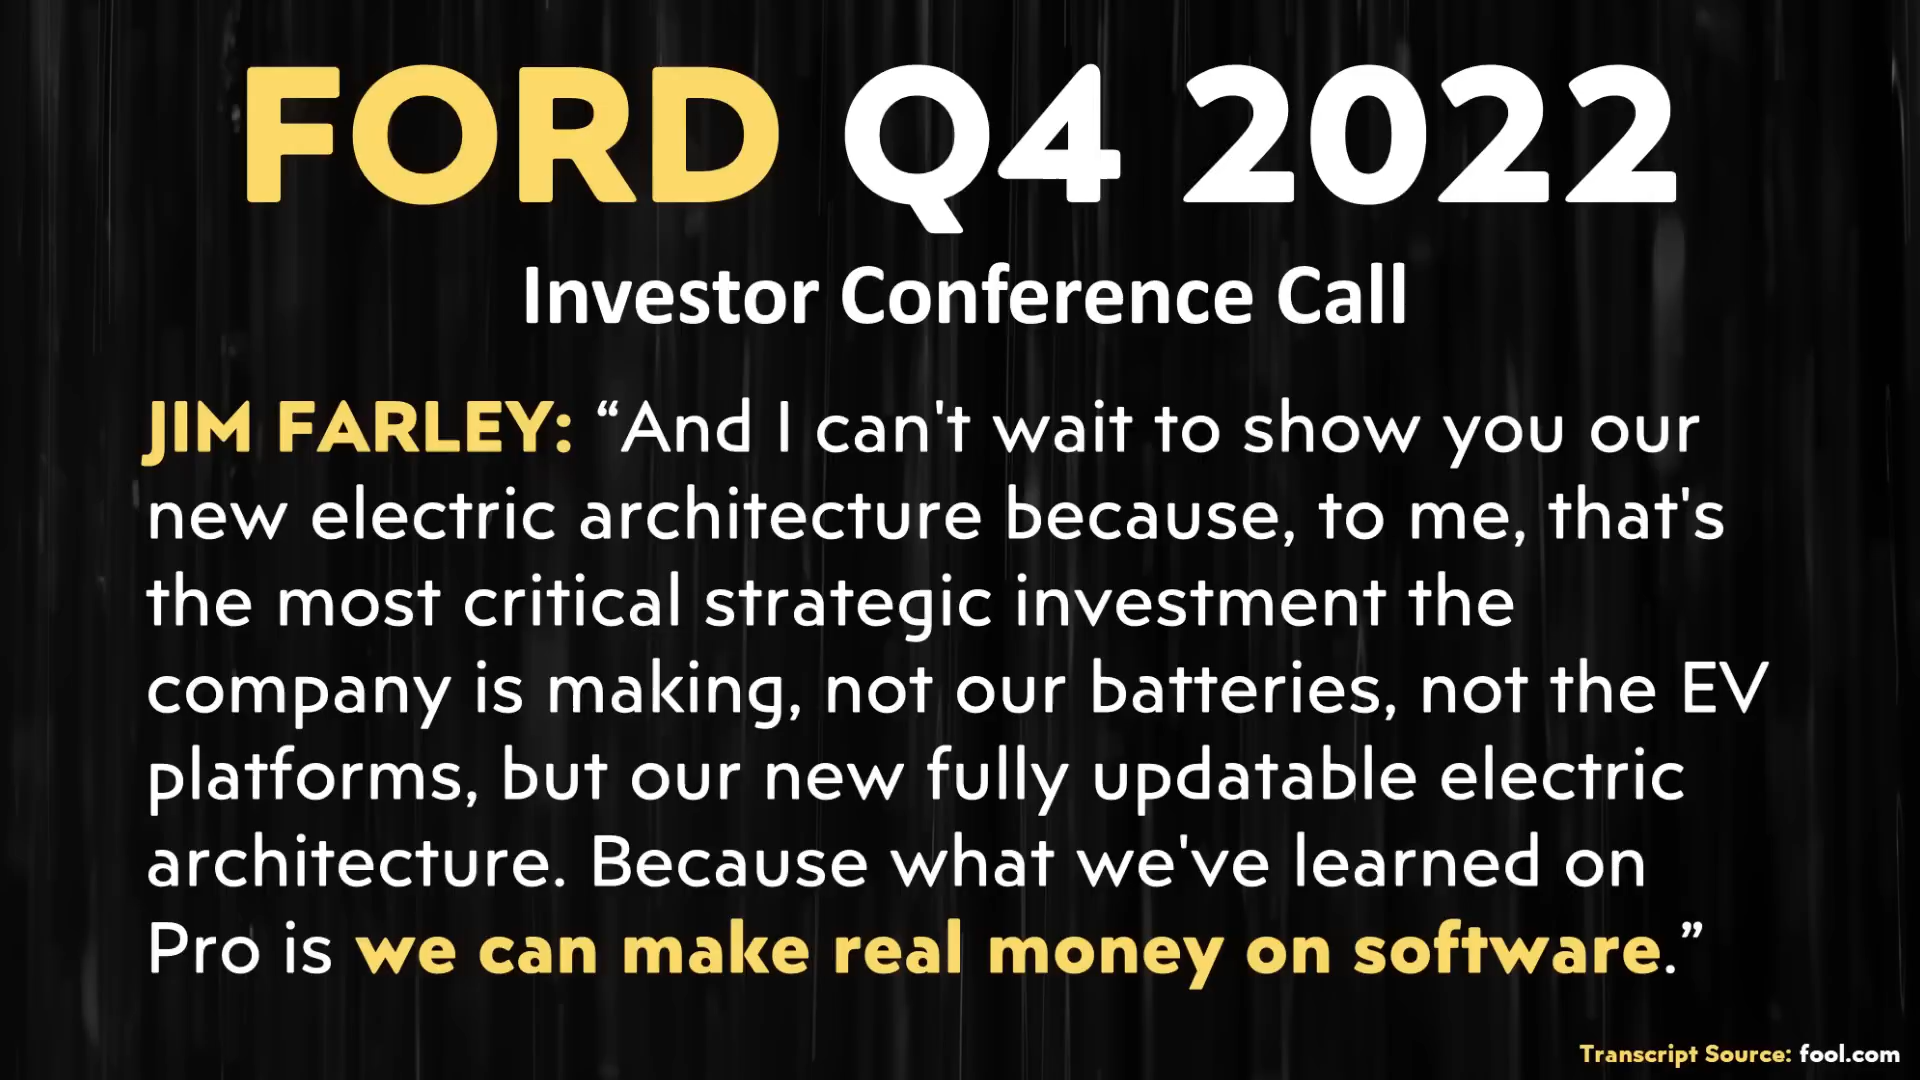 FORD Q4 2022
Investor Conference Call
JIM FARLEY: “And I can't wait to show you our
new electric architecture because, to me, that's
the most critical strategic investment the
company is making, not our batteries, not the EV
platforms, but our new fully updatable electric
architecture. Because what we've learned on
Pro is we can make real money on software.”
Transcript Source: fool.com